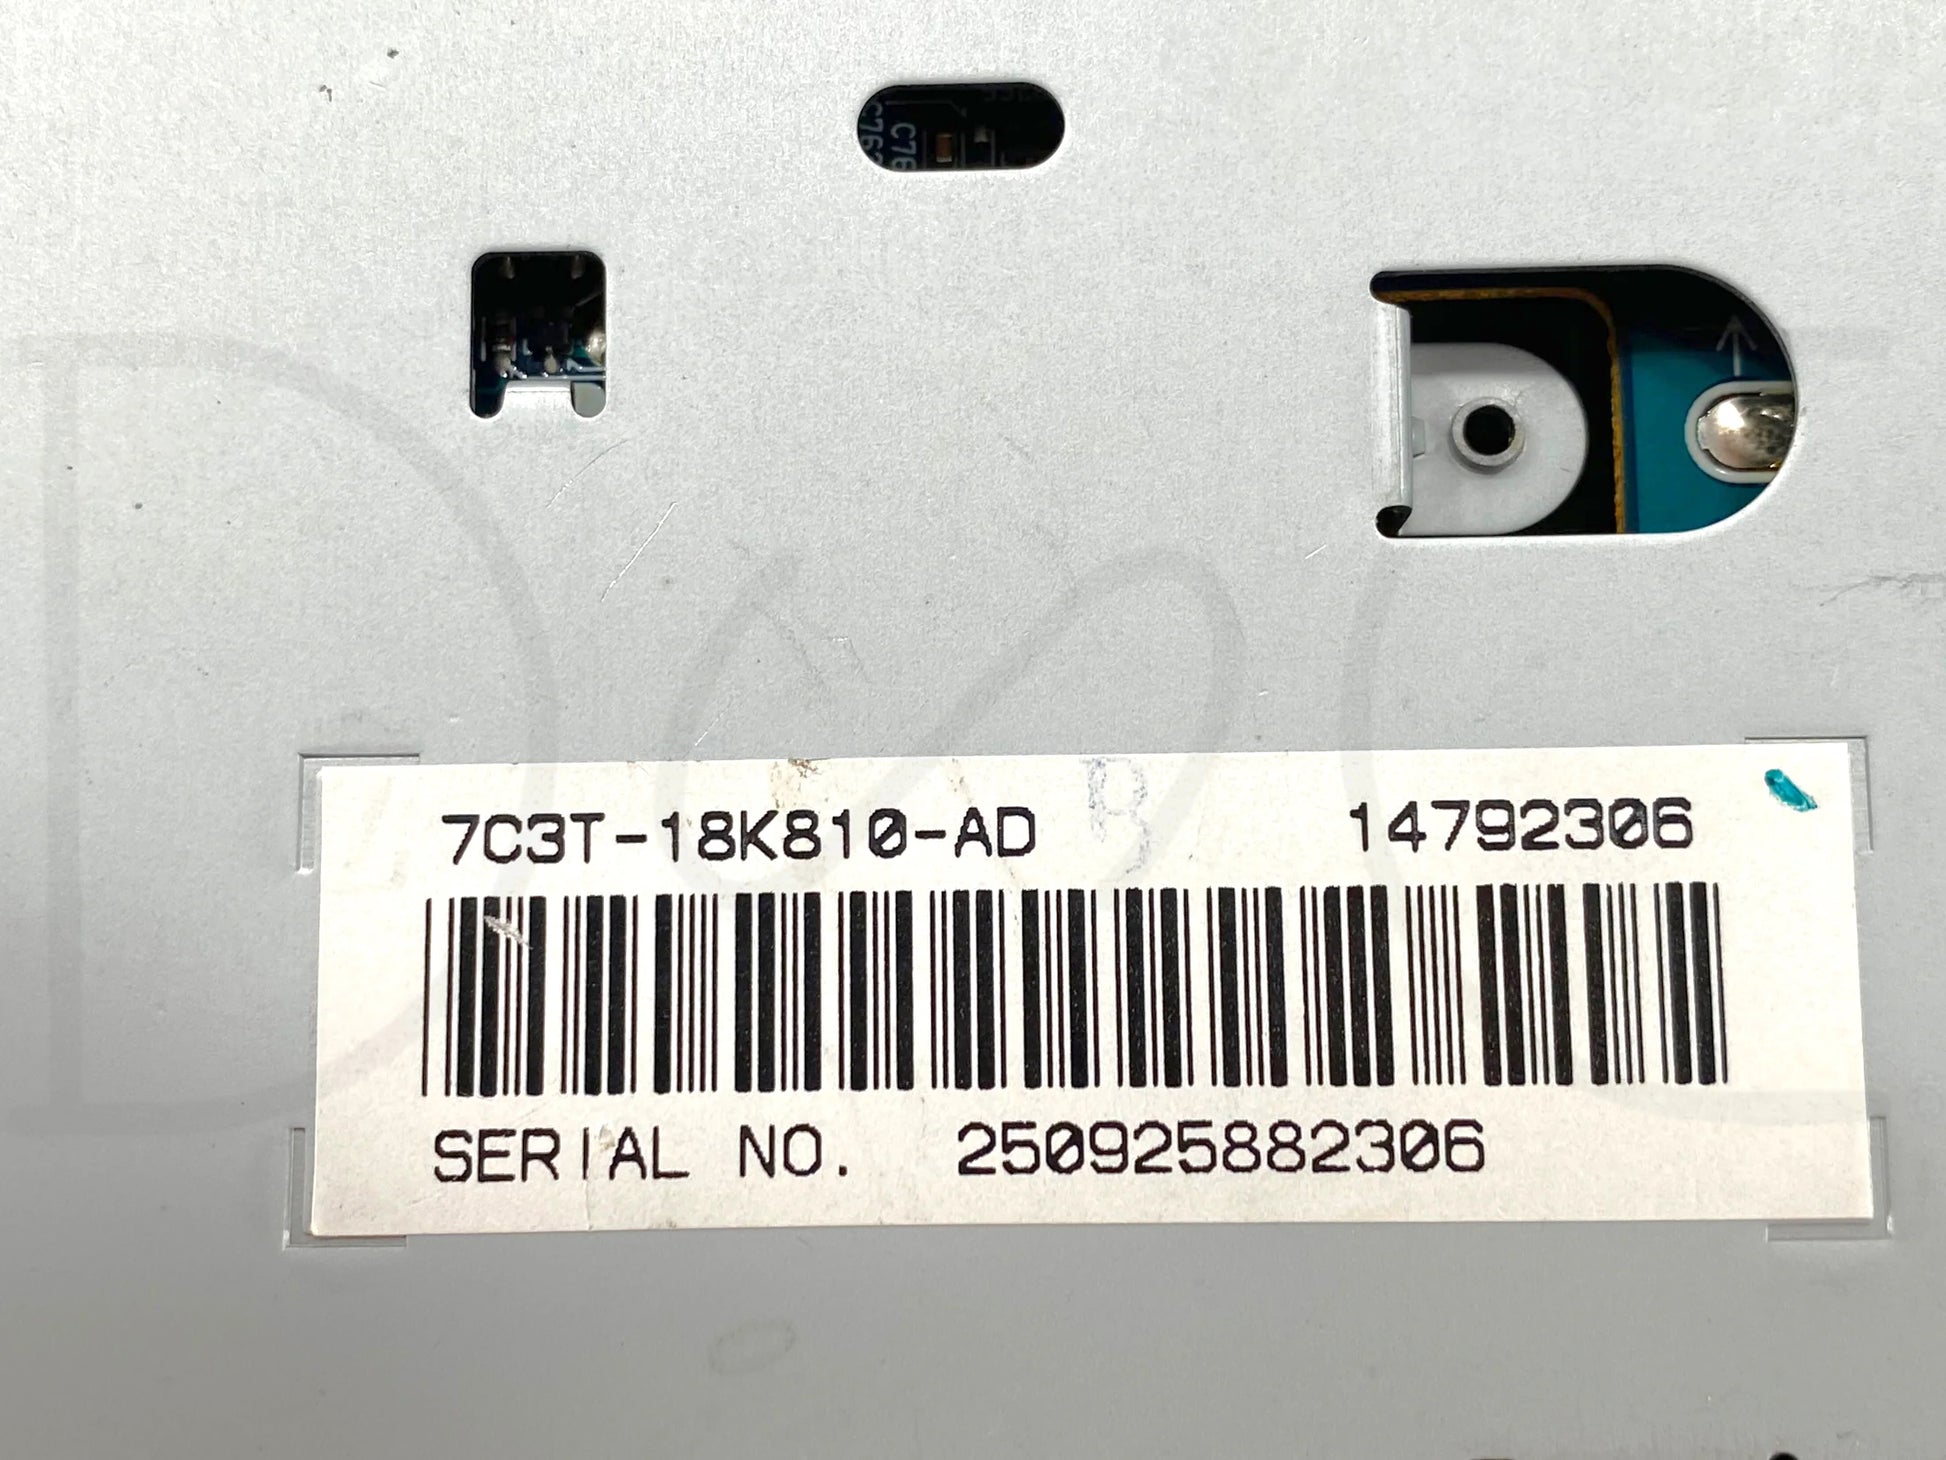 7C3T-18K810-AD 14792306
SERIAL NO. 250925882306